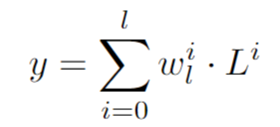 y = \sum_{i=0}^{l} w_l^i \cdot L^i